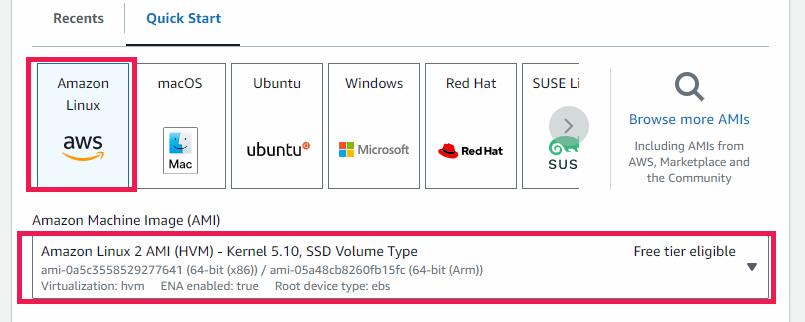 Recents Quick Start
Amazon Linux
aws
macOS
Mac
Ubuntu
ubuntu
Windows
Microsoft
Red Hat
Red Hat
SUSE Li
SUS
Browse more AMIs
Including AMIs from
AWS, Marketplace and
the Community
Amazon Machine Image (AMI)
Amazon Linux 2 AMI (HVM) - Kernel 5.10, SSD Volume Type Free tier eligible
ami-0a5c3558529277641 (64-bit (x86)) / ami-05a48cb8260fb15fc (64-bit (Arm))
Virtualization: hvm ENA enabled: true Root device type: ebs